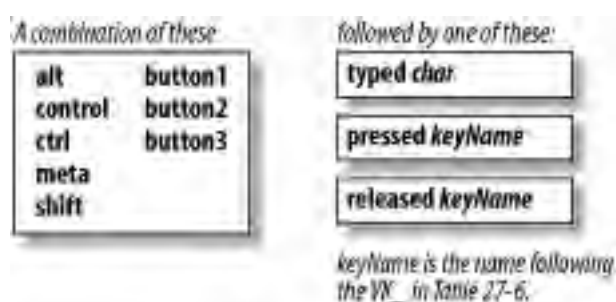 A combination of these
alt button1
control button2
ctrl button3
meta
shift
followed by one of these:
typed char
pressed keyName
released keyName
keyName is the name following
the VK_ in Table 27-6.